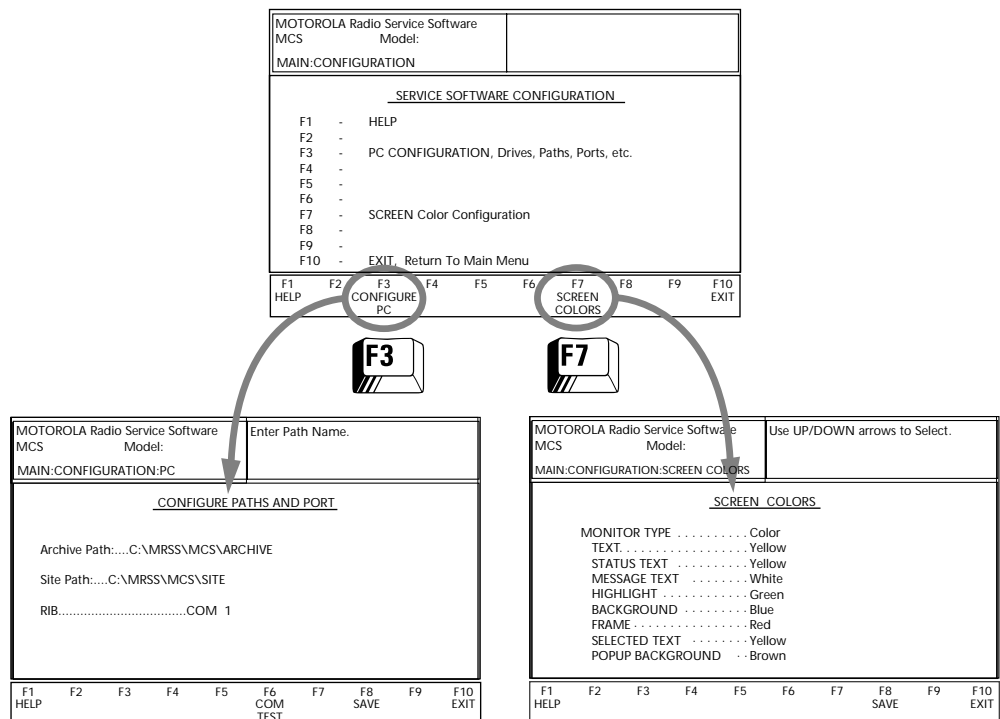 MOTOROLA Radio Service Software
MCS Model:
MAIN:CONFIGURATION
SERVICE SOFTWARE CONFIGURATION
F1 - HELP
F2 -
F3 - PC CONFIGURATION, Drives, Paths, Ports, etc.
F4 -
F5 -
F6 -
F7 - SCREEN Color Configuration
F8 -
F9 -
F10 - EXIT, Return To Main Menu
F1 F2 F3 F4 F5 F6 F7 F8 F9 F10
HELP CONFIGURE SCREEN EXIT
PC COLORS
F3
F7
MOTOROLA Radio Service Software
MCS Model:
MAIN:CONFIGURATION:PC
Enter Path Name.
CONFIGURE PATHS AND PORT
Archive Path:....C:\MRSS\MCS\ARCHIVE
Site Path:....C:\MRSS\MCS\SITE
RIB...................................COM 1
F1 F2 F3 F4 F5 F6 F7 F8 F9 F10
HELP COM SAVE EXIT
TEST
MOTOROLA Radio Service Software
MCS Model:
MAIN:CONFIGURATION:SCREEN COLORS
Use UP/DOWN arrows to Select.
SCREEN COLORS
MONITOR TYPE . . . . . . . . . . Color
TEXT. . . . . . . . . . . . . . . . . Yellow
STATUS TEXT . . . . . . . . . . Yellow
MESSAGE TEXT . . . . . . . . White
HIGHLIGHT . . . . . . . . . . . . Green
BACKGROUND . . . . . . . . . Blue
FRAME . . . . . . . . . . . . . . . Red
SELECTED TEXT . . . . . . . . Yellow
POPUP BACKGROUND . . Brown
F1 F2 F3 F4 F5 F6 F7 F8 F9 F10
HELP SAVE EXIT